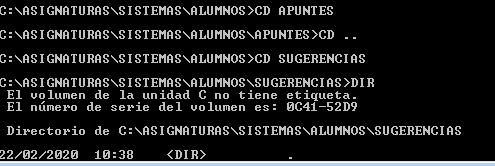 C:\ASIGNATURAS\SISTEMAS\ALUMNOS>CD APUNTES
C:\ASIGNATURAS\SISTEMAS\ALUMNOS\APUNTES>CD ..
C:\ASIGNATURAS\SISTEMAS\ALUMNOS>CD SUGERENCIAS
C:\ASIGNATURAS\SISTEMAS\ALUMNOS\SUGERENCIAS>DIR
El volumen de la unidad C no tiene etiqueta.
El número de serie del volumen es: 0C41-52D9
Directorio de C:\ASIGNATURAS\SISTEMAS\ALUMNOS\SUGERENCIAS
22/02/2020 10:38 <DIR> .